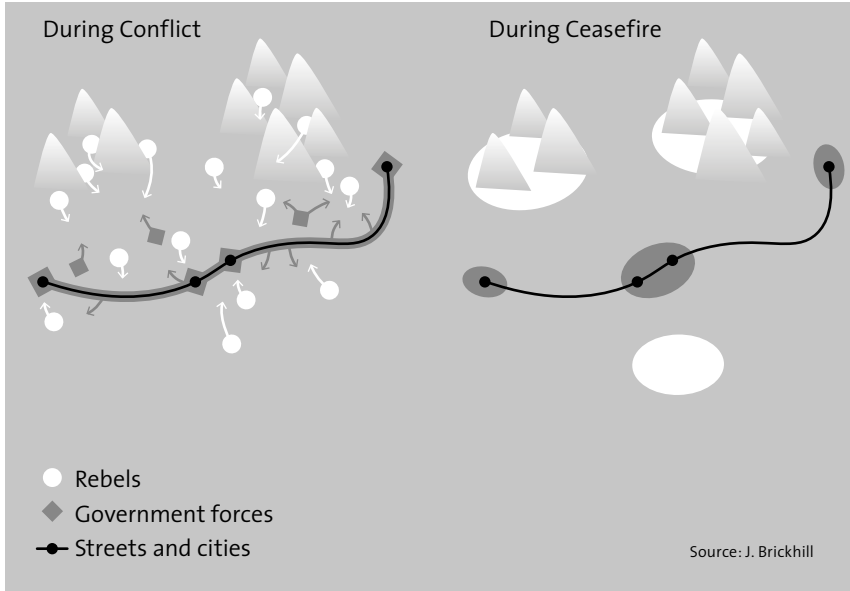 During Conflict
During Ceasefire
Rebels
Government forces
Streets and cities
Source: J. Brickhill